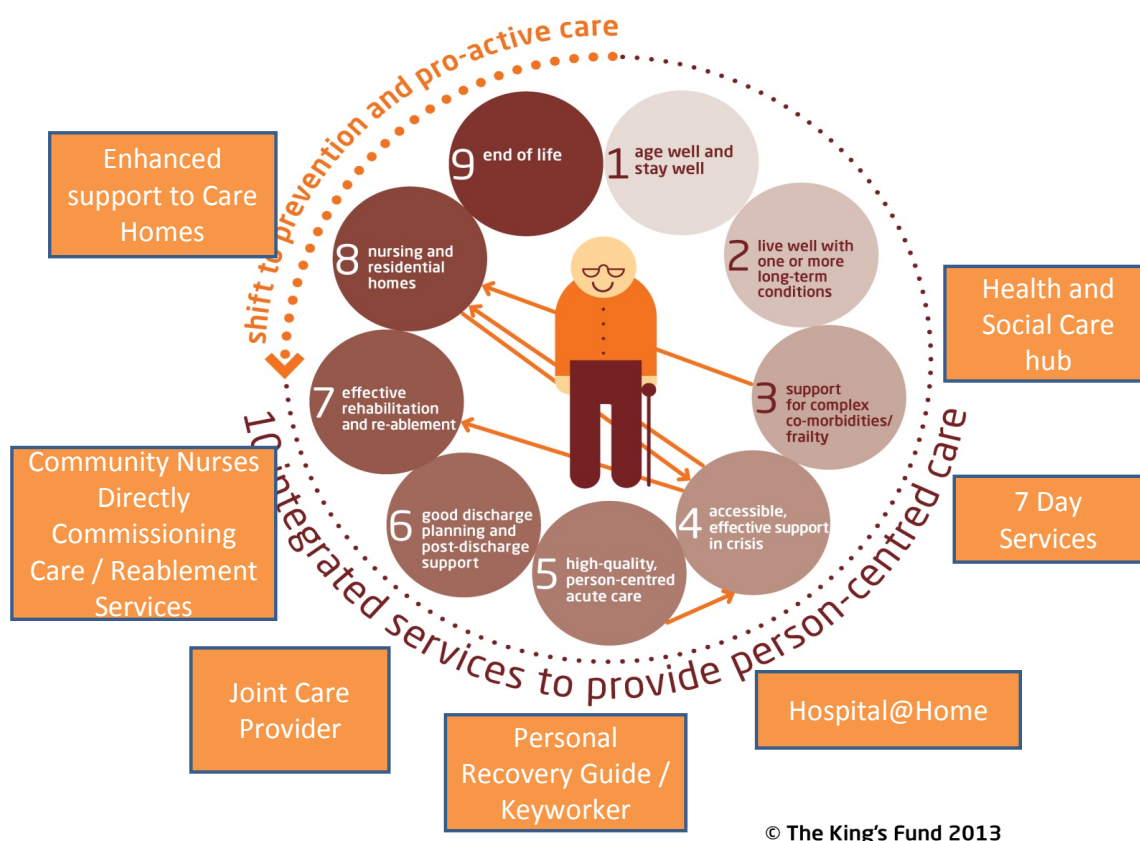 shift to prevention and pro-active care
9 end of life
1 age well and
stay well
Enhanced
support to Care
Homes
8 nursing and
residential
homes
2 live well with
one or more
long-term
conditions
Health and
Social Care
hub
7 effective
rehabilitation
and re-ablement
3 support
for complex
co-morbidities/
frailty
Community Nurses
Directly
Commissioning
Care / Reablement
Services
6 good discharge
planning and
post-discharge
support
5 high-quality,
person-centred
acute care
4 accessible,
effective support
in crisis
7 Day
Services
10 integrated services to provide person-centred care
Joint Care
Provider
Personal
Recovery Guide /
Keyworker
Hospital@Home
© The King's Fund 2013